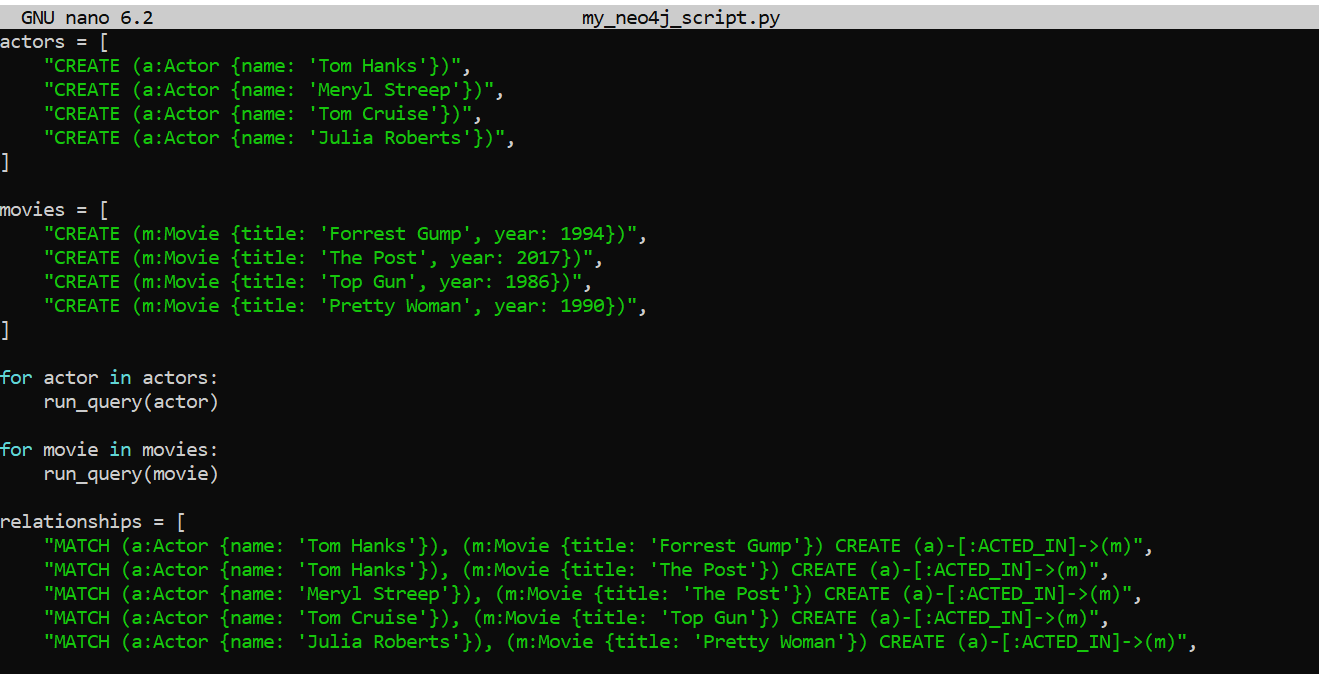 GNU nano 6.2 my_neo4j_script.py
actors = [
    "CREATE (a:Actor {name: 'Tom Hanks'})",
    "CREATE (a:Actor {name: 'Meryl Streep'})",
    "CREATE (a:Actor {name: 'Tom Cruise'})",
    "CREATE (a:Actor {name: 'Julia Roberts'})",
]
movies = [
    "CREATE (m:Movie {title: 'Forrest Gump', year: 1994})",
    "CREATE (m:Movie {title: 'The Post', year: 2017})",
    "CREATE (m:Movie {title: 'Top Gun', year: 1986})",
    "CREATE (m:Movie {title: 'Pretty Woman', year: 1990})",
]
for actor in actors:
    run_query(actor)
for movie in movies:
    run_query(movie)
relationships = [
    "MATCH (a:Actor {name: 'Tom Hanks'}), (m:Movie {title: 'Forrest Gump'}) CREATE (a)-[:ACTED_IN]->(m)",
    "MATCH (a:Actor {name: 'Tom Hanks'}), (m:Movie {title: 'The Post'}) CREATE (a)-[:ACTED_IN]->(m)",
    "MATCH (a:Actor {name: 'Meryl Streep'}), (m:Movie {title: 'The Post'}) CREATE (a)-[:ACTED_IN]->(m)",
    "MATCH (a:Actor {name: 'Tom Cruise'}), (m:Movie {title: 'Top Gun'}) CREATE (a)-[:ACTED_IN]->(m)",
    "MATCH (a:Actor {name: 'Julia Roberts'}), (m:Movie {title: 'Pretty Woman'}) CREATE (a)-[:ACTED_IN]->(m)",